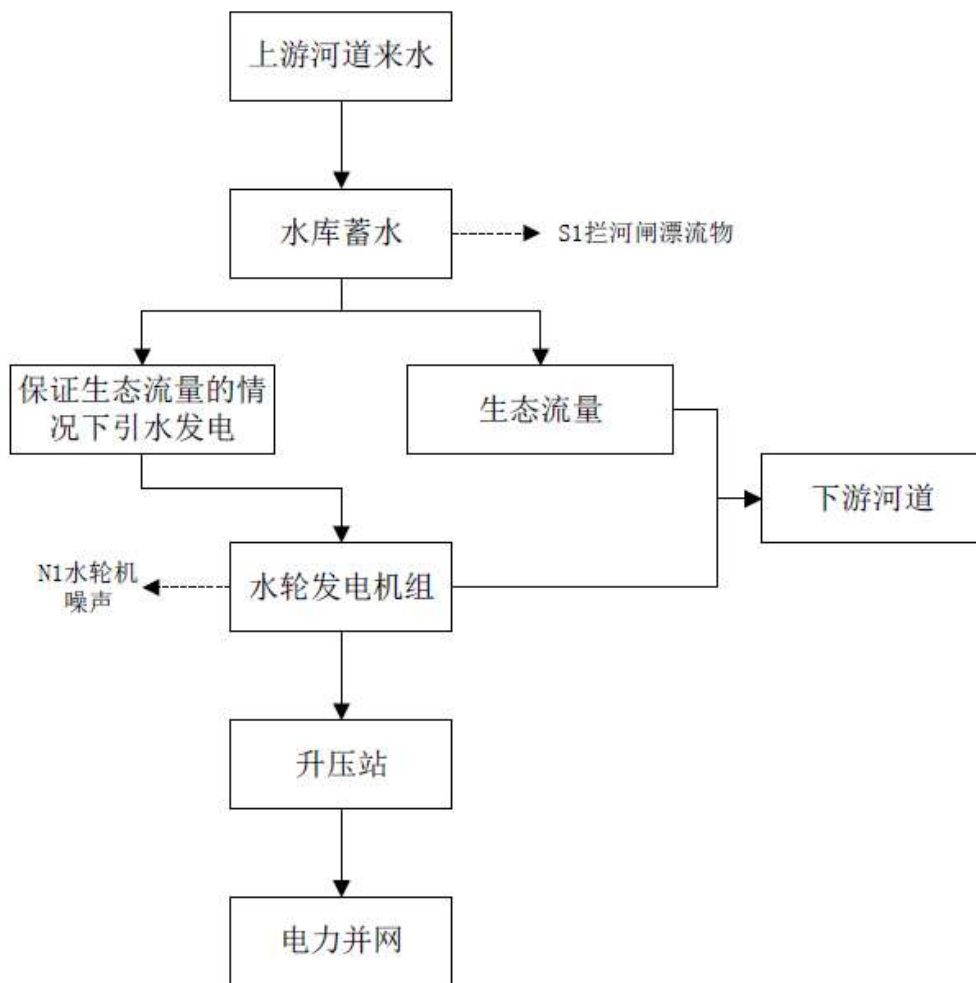 上游河道来水
水库蓄水
S1拦河闸漂流物
保证生态流量的情
况下引水发电
生态流量
下游河道
N1水轮机
噪声
水轮发电机组
升压站
电力并网